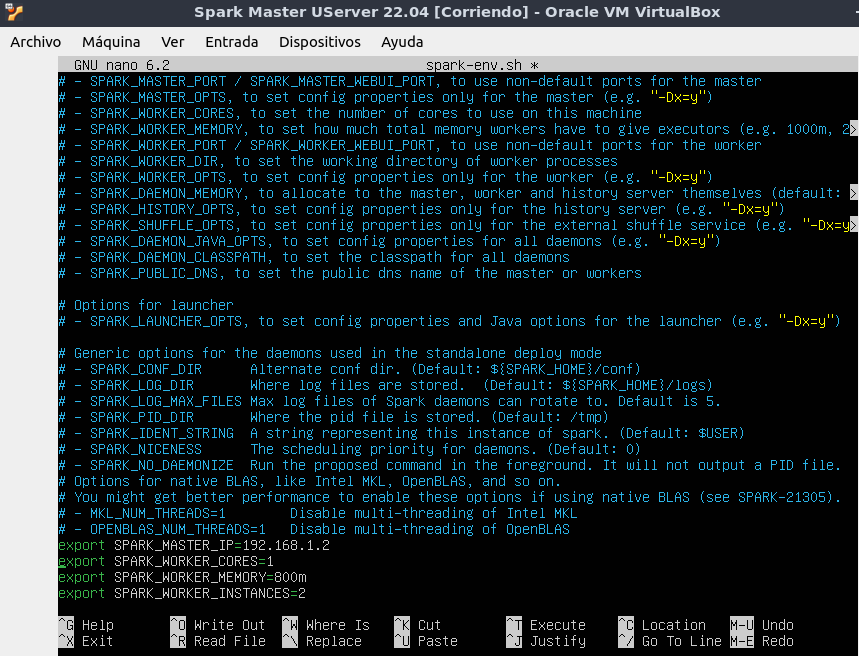 Spark Master UServer 22.04 [Corriendo] - Oracle VM VirtualBox
Archivo Máquina Ver Entrada Dispositivos Ayuda
GNU nano 6.2 spark-env.sh *
# - SPARK_MASTER_PORT / SPARK_MASTER_WEBUI_PORT, to use non-default ports for the master
# - SPARK_MASTER_OPTS, to set config properties only for the master (e.g. "-Dx=y")
# - SPARK_WORKER_CORES, to set the number of cores to use on this machine
# - SPARK_WORKER_MEMORY, to set how much total memory workers have to give executors (e.g. 1000m, 2>
# - SPARK_WORKER_PORT / SPARK_WORKER_WEBUI_PORT, to use non-default ports for the worker
# - SPARK_WORKER_DIR, to set the working directory of worker processes
# - SPARK_WORKER_OPTS, to set config properties only for the worker (e.g. "-Dx=y")
# - SPARK_DAEMON_MEMORY, to allocate to the master, worker and history server themselves (default: >
# - SPARK_HISTORY_OPTS, to set config properties only for the history server (e.g. "-Dx=y")
# - SPARK_SHUFFLE_OPTS, to set config properties only for the external shuffle service (e.g. "-Dx=y>
# - SPARK_DAEMON_JAVA_OPTS, to set config properties for all daemons (e.g. "-Dx=y")
# - SPARK_DAEMON_CLASSPATH, to set the classpath for all daemons
# - SPARK_PUBLIC_DNS, to set the public dns name of the master or workers
# Options for launcher
# - SPARK_LAUNCHER_OPTS, to set config properties and Java options for the launcher (e.g. "-Dx=y")
# Generic options for the daemons used in the standalone deploy mode
# - SPARK_CONF_DIR Alternate conf dir. (Default: ${SPARK_HOME}/conf)
# - SPARK_LOG_DIR Where log files are stored. (Default: ${SPARK_HOME}/logs)
# - SPARK_LOG_MAX_FILES Max log files of Spark daemons can rotate to. Default is 5.
# - SPARK_PID_DIR Where the pid file is stored. (Default: /tmp)
# - SPARK_IDENT_STRING A string representing this instance of spark. (Default: $USER)
# - SPARK_NICENESS The scheduling priority for daemons. (Default: 0)
# - SPARK_NO_DAEMONIZE Run the proposed command in the foreground. It will not output a PID file.
# Options for native BLAS, like Intel MKL, OpenBLAS, and so on.
# You might get better performance to enable these options if using native BLAS (see SPARK-21305).
# - MKL_NUM_THREADS=1 Disable multi-threading of Intel MKL
# - OPENBLAS_NUM_THREADS=1 Disable multi-threading of OpenBLAS
export SPARK_MASTER_IP=192.168.1.2
export SPARK_WORKER_CORES=1
export SPARK_WORKER_MEMORY=800m
export SPARK_WORKER_INSTANCES=2
^G Help ^O Write Out ^W Where Is ^K Cut ^T Execute ^C Location M-U Undo
^X Exit ^R Read File ^\ Replace ^U Paste ^J Justify ^/ Go To Line M-E Redo